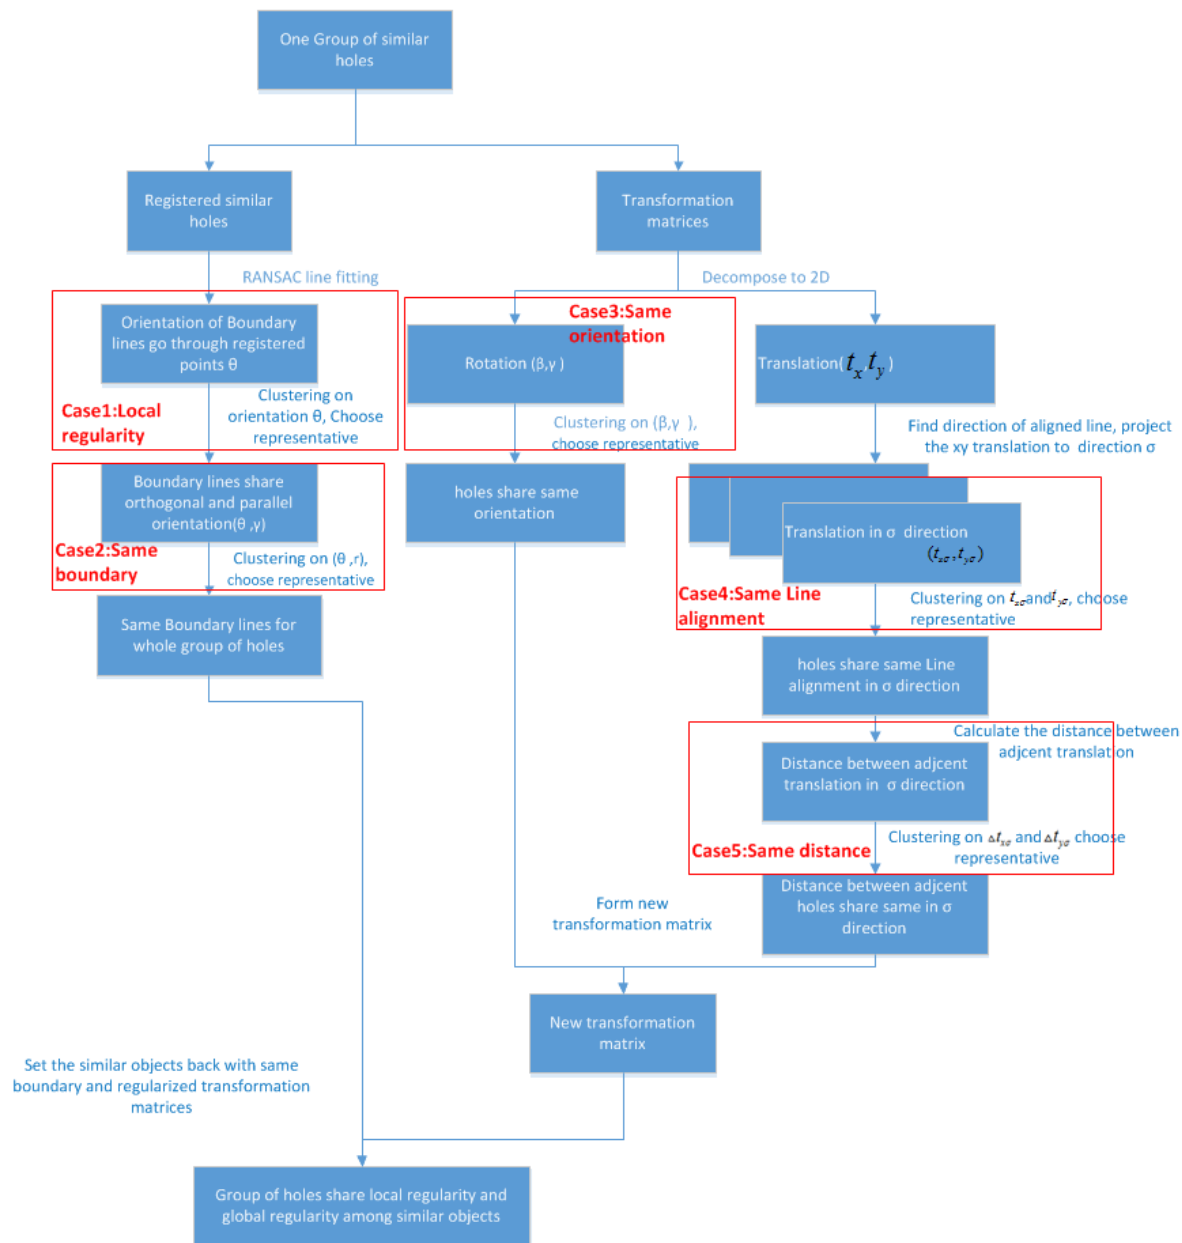 One Group of similar
holes
Registered similar
holes
Transformation
matrices
RANSAC line fitting
Decompose to 2D
Orientation of Boundary
lines go through registered
points θ
Case1:Local
regularity
Clustering on
orientation θ, Choose
representative
Case3:Same
orientation
Rotation (β,γ )
Clustering on (β,γ ),
choose representative
Translation(tx,ty)
Find direction of aligned line, project
the xy translation to direction σ
Boundary lines share
orthogonal and parallel
orientation(θ ,γ)
Case2:Same
boundary
Clustering on (θ ,r),
choose representative
holes share same
orientation
Translation in σ direction
(txσ,tyσ)
Case4:Same Line
alignment
Clustering on txσ and tyσ, choose
representative
Same Boundary lines for
whole group of holes
holes share same Line
alignment in σ direction
Calculate the distance between
adjcent translation
Distance between adjcent
translation in σ direction
Case5:Same distance
Clustering on △txσ and △tyσ choose
representative
Distance between adjcent
holes share same in σ
direction
Form new
transformation matrix
New transformation
matrix
Set the similar objects back with same
boundary and regularized transformation
matrices
Group of holes share local regularity and
global regularity among similar objects